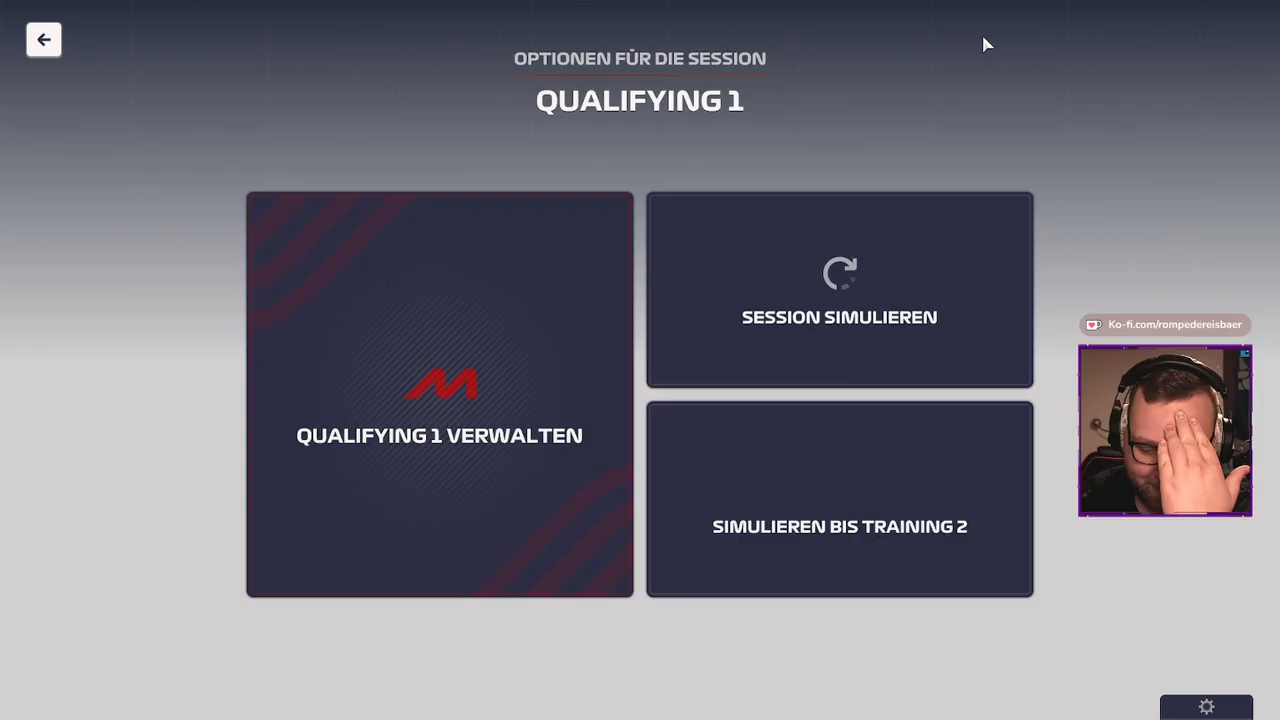 OPTIONEN FÜR DIE SESSION
QUALIFYING 1
SESSION SIMULIEREN
QUALIFYING 1 VERWALTEN
SIMULIEREN BIS TRAINING 2
Ko-fi.com/rompedereisbaer